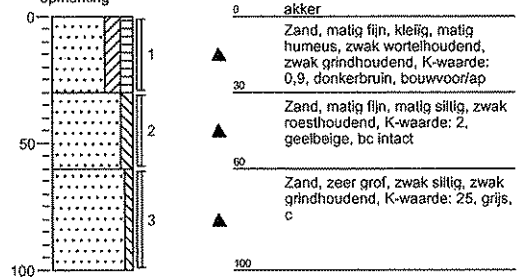 opmerking
0
0
akker
Zand, matig fijn, kleiïg, matig
humeus, zwak wortelhoudend,
zwak grindhoudend, K-waarde:
0,9, donkerbruin, bouwvoor/ap
1
30
Zand, matig fijn, matig siltig, zwak
roesthoudend, K-waarde: 2,
geelbeige, bc intact
2
50
60
Zand, zeer grof, zwak siltig, zwak
grindhoudend, K-waarde: 25, grijs,
c
3
100
100